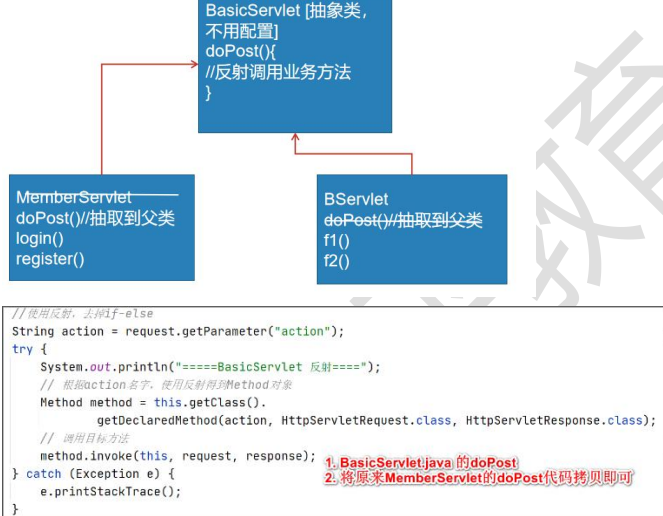 BasicServlet [抽象类,
不用配置]
doPost(){
//反射调用业务方法
}
MemberServlet
doPost()//抽取到父类
login()
register()
BServlet
doPost()//抽取到父类
f1()
f2()
//使用反射，去掉if-else
String action = request.getParameter("action");
try {
System.out.println("=====BasicServlet 反射====");
// 根据action名字，使用反射得到Method对象
Method method = this.getClass().
getDeclaredMethod(action, HttpServletRequest.class, HttpServletResponse.class);
// 调用目标方法
method.invoke(this, request, response);
1. BasicServlet.java 的doPost
2. 将原来MemberServlet的doPost代码拷贝即可
} catch (Exception e) {
e.printStackTrace();
}